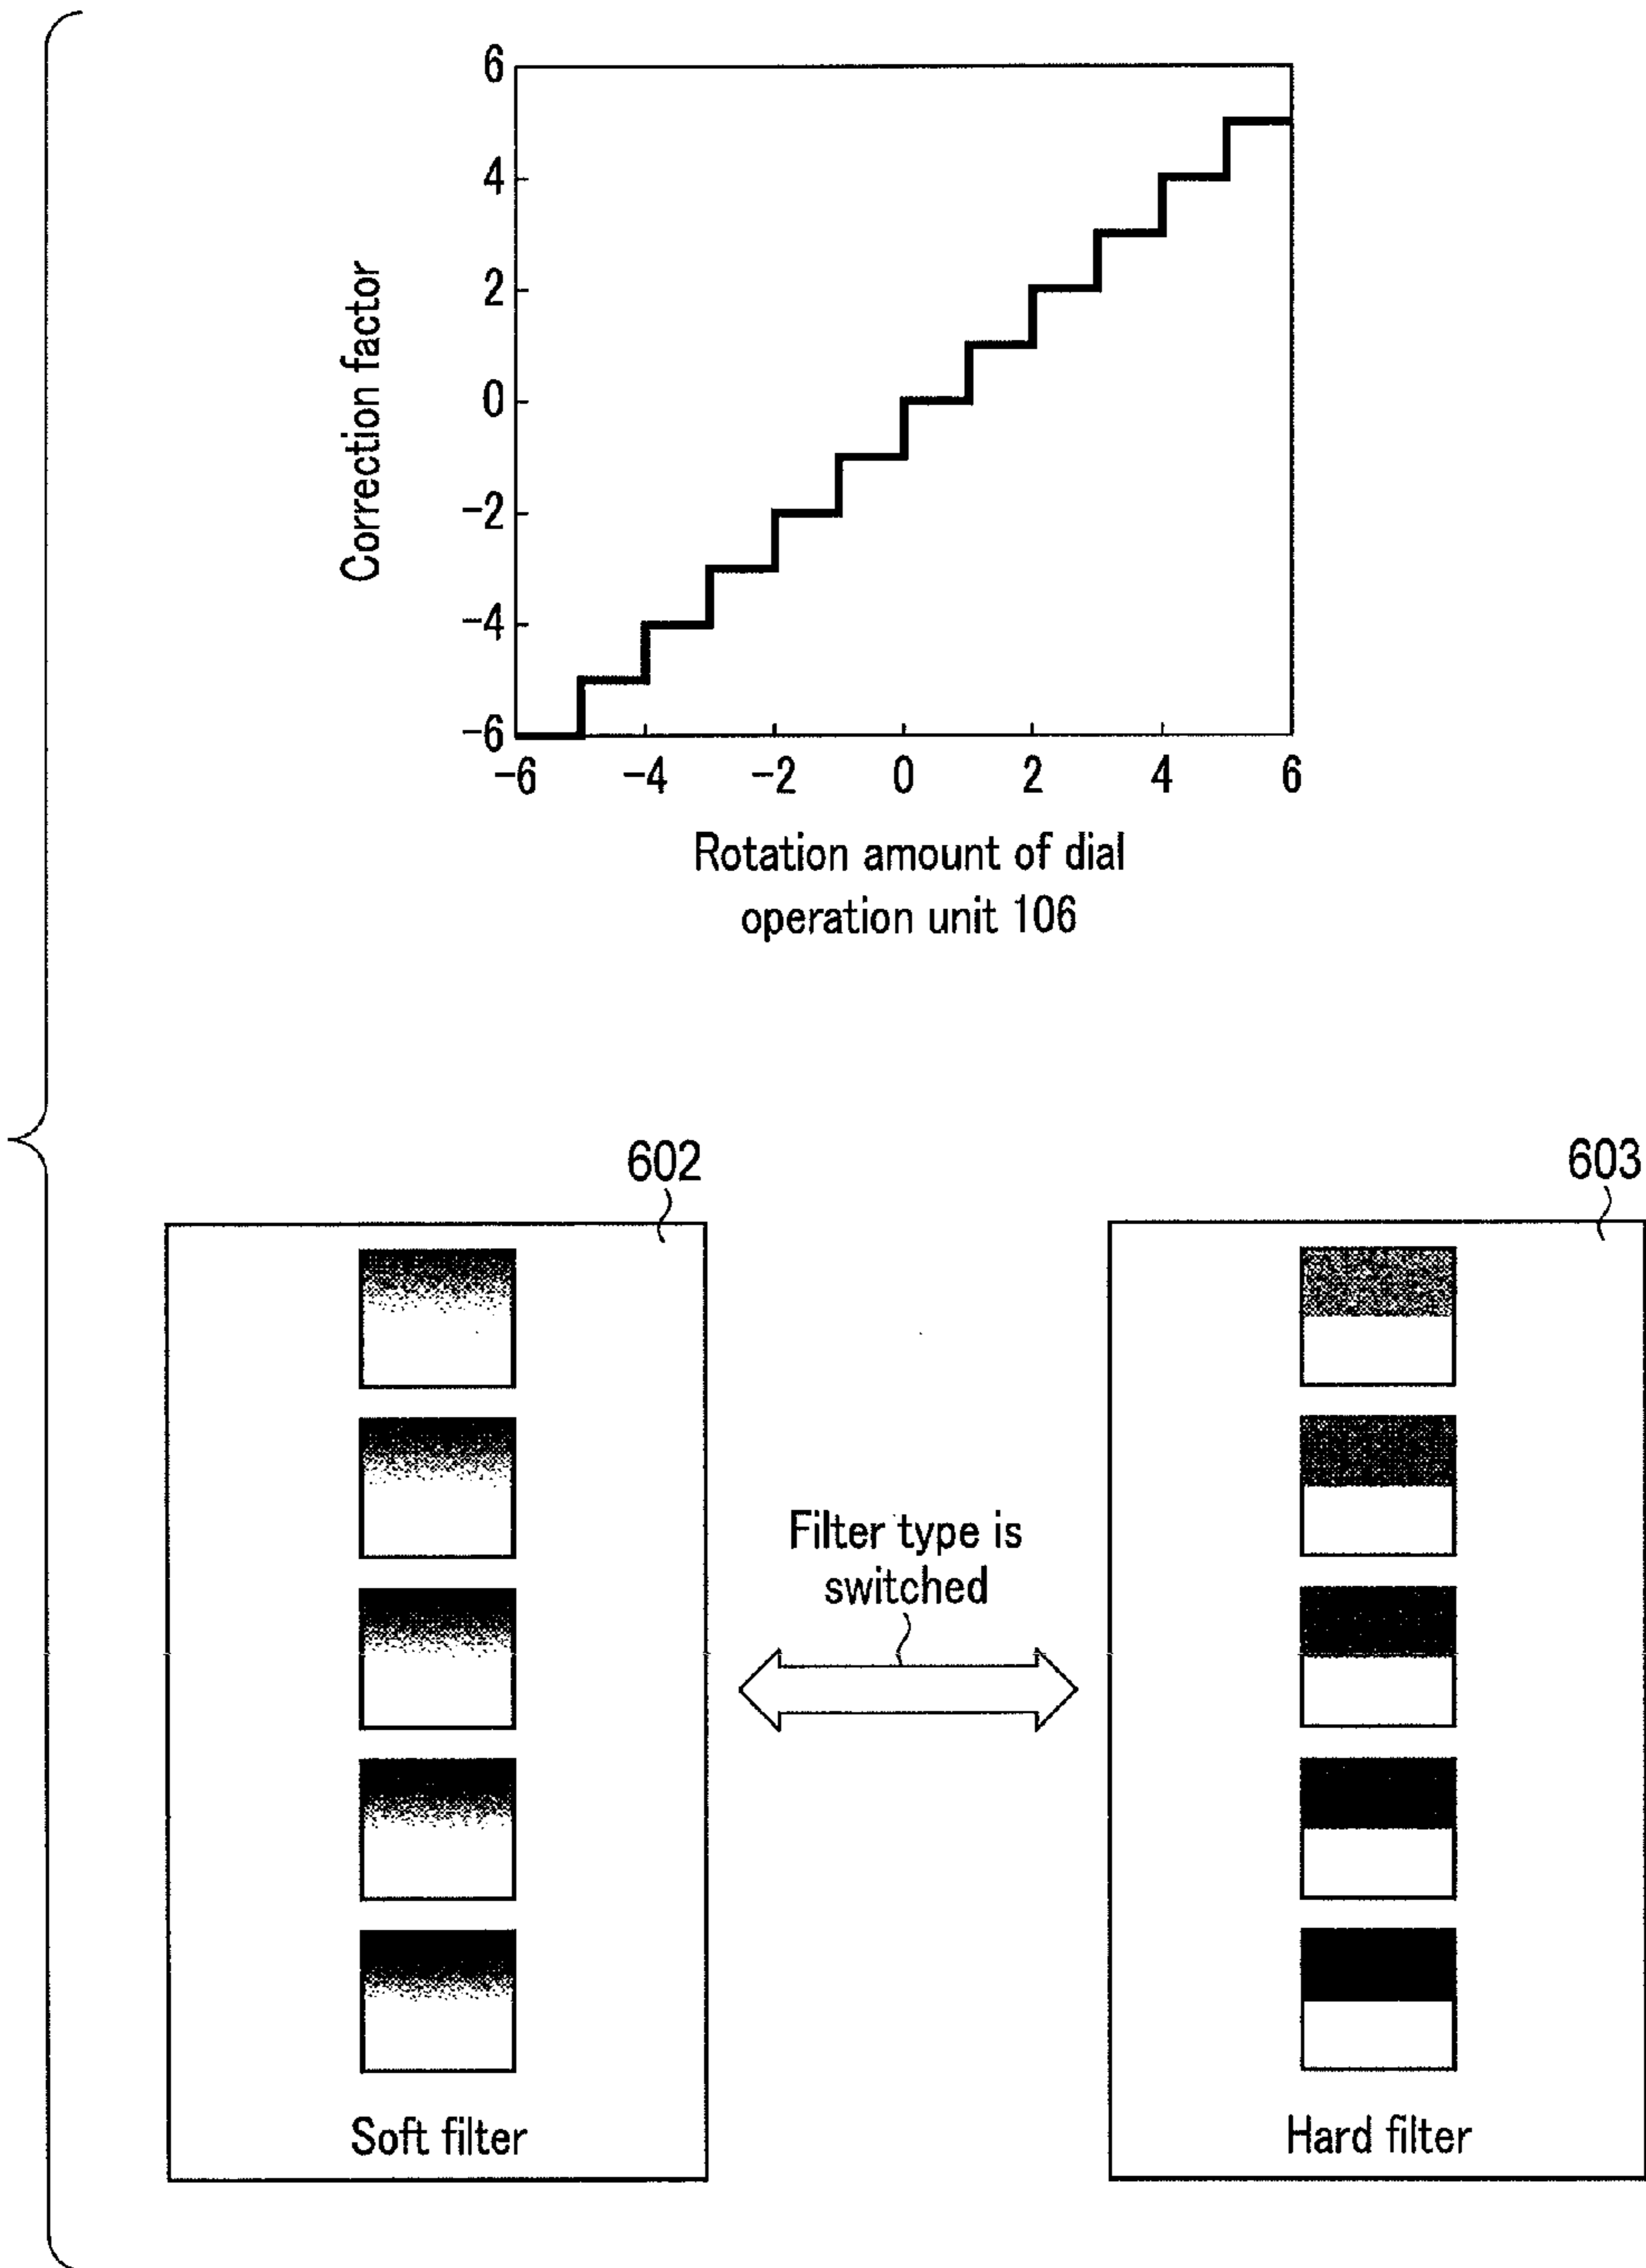 6
4
2
0
-2
-4
-6
Correction factor
-6 -4 -2 0 2 4 6
Rotation amount of dial
operation unit 106
602
603
Filter type is
switched
Soft filter
Hard filter